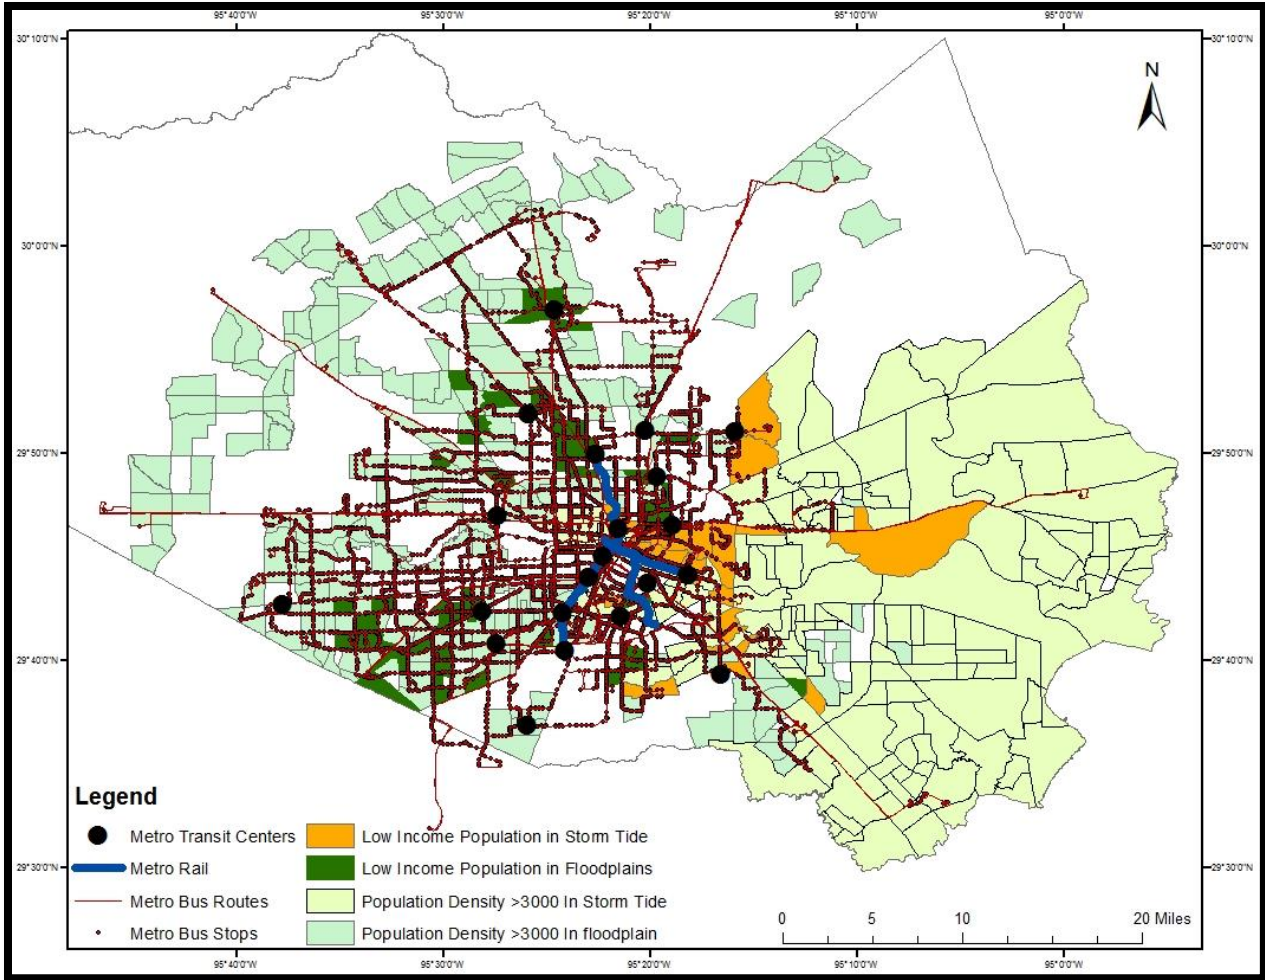 95°40'0"W 95°30'0"W 95°20'0"W 95°10'0"W 95°0'0"W
30°10'0"N 30°10'0"N
N
30°0'0"N 30°0'0"N
29°50'0"N 29°50'0"N
29°40'0"N 29°40'0"N
Legend
Metro Transit Centers Low Income Population in Storm Tide
Metro Rail Low Income Population in Floodplains
29°30'0"N 29°30'0"N
Metro Bus Routes Population Density >3000 In Storm Tide
0 5 10 20 Miles
Metro Bus Stops Population Density >3000 In floodplain
95°40'0"W 95°30'0"W 95°20'0"W 95°10'0"W 95°0'0"W